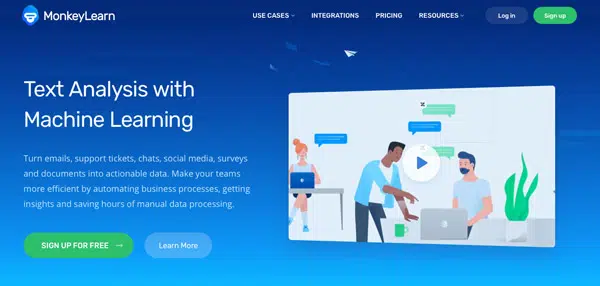 MonkeyLearn
USE CASES
INTEGRATIONS
PRICING
RESOURCES
Log in
Sign up
Text Analysis with
Machine Learning
Turn emails, support tickets, chats, social media, surveys
and documents into actionable data. Make your teams
more efficient by automating business processes, getting
insights and saving hours of manual data processing.
SIGN UP FOR FREE →
Learn More